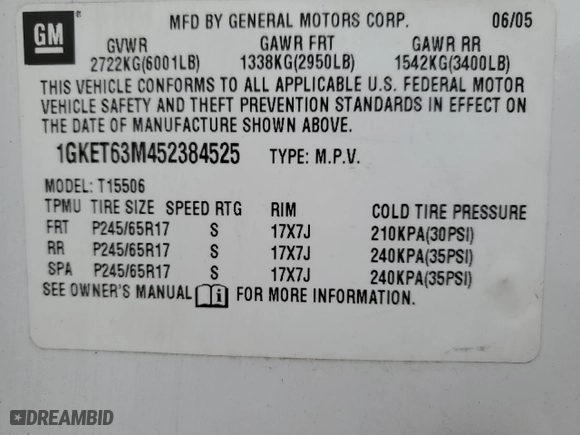 GM MFD BY GENERAL MOTORS CORP. 06/05
GVWR GAWR FRT GAWR RR
2722KG(6001LB) 1338KG(2950LB) 1542KG(3400LB)
THIS VEHICLE CONFORMS TO ALL APPLICABLE U.S. FEDERAL MOTOR
VEHICLE SAFETY AND THEFT PREVENTION STANDARDS IN EFFECT ON
THE DATE OF MANUFACTURE SHOWN ABOVE.
1GKET63M452384525 TYPE: M.P.V.
MODEL: T15506
TPMU TIRE SIZE SPEED RTG RIM COLD TIRE PRESSURE
FRT P245/65R17 S 17X7J 210KPA(30PSI)
RR P245/65R17 S 17X7J 240KPA(35PSI)
SPA P245/65R17 S 17X7J 240KPA(35PSI)
SEE OWNER'S MANUAL FOR MORE INFORMATION.
DREAMBID